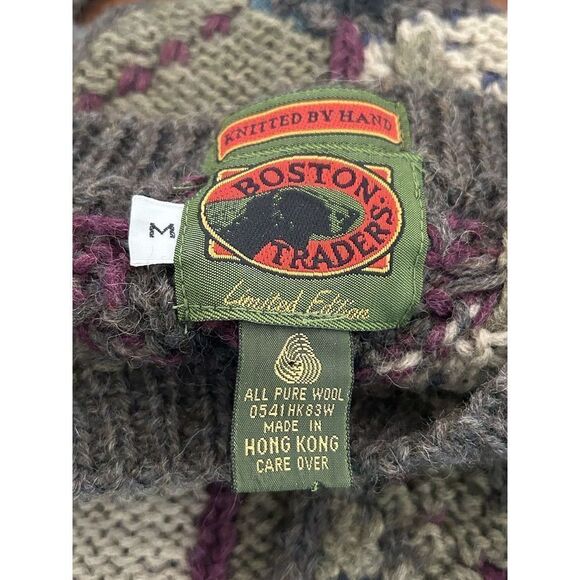 KNITTED BY HAND
BOSTON
TRADERS
Limited Edition
M
ALL PURE WOOL
0541HK83W
MADE IN
HONG KONG
CARE OVER